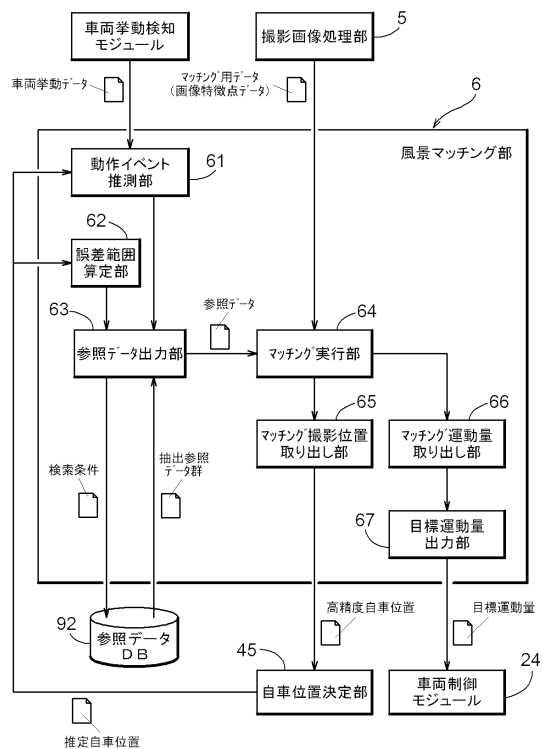 車両挙動検知
モジュール
撮影画像処理部
5
車両挙動データ
マッチング用データ
(画像特徴点データ)
6
風景マッチング部
動作イベント
推測部
61
62
誤差範囲
算定部
63
参照データ
64
参照データ出力部
マッチング実行部
65
66
マッチング撮影位置
取り出し部
マッチング運動量
取り出し部
検索条件
抽出参照
データ群
67
目標運動量
出力部
92
参照データ
DB
高精度自車位置
目標運動量
45
24
自車位置決定部
車両制御
モジュール
推定自車位置